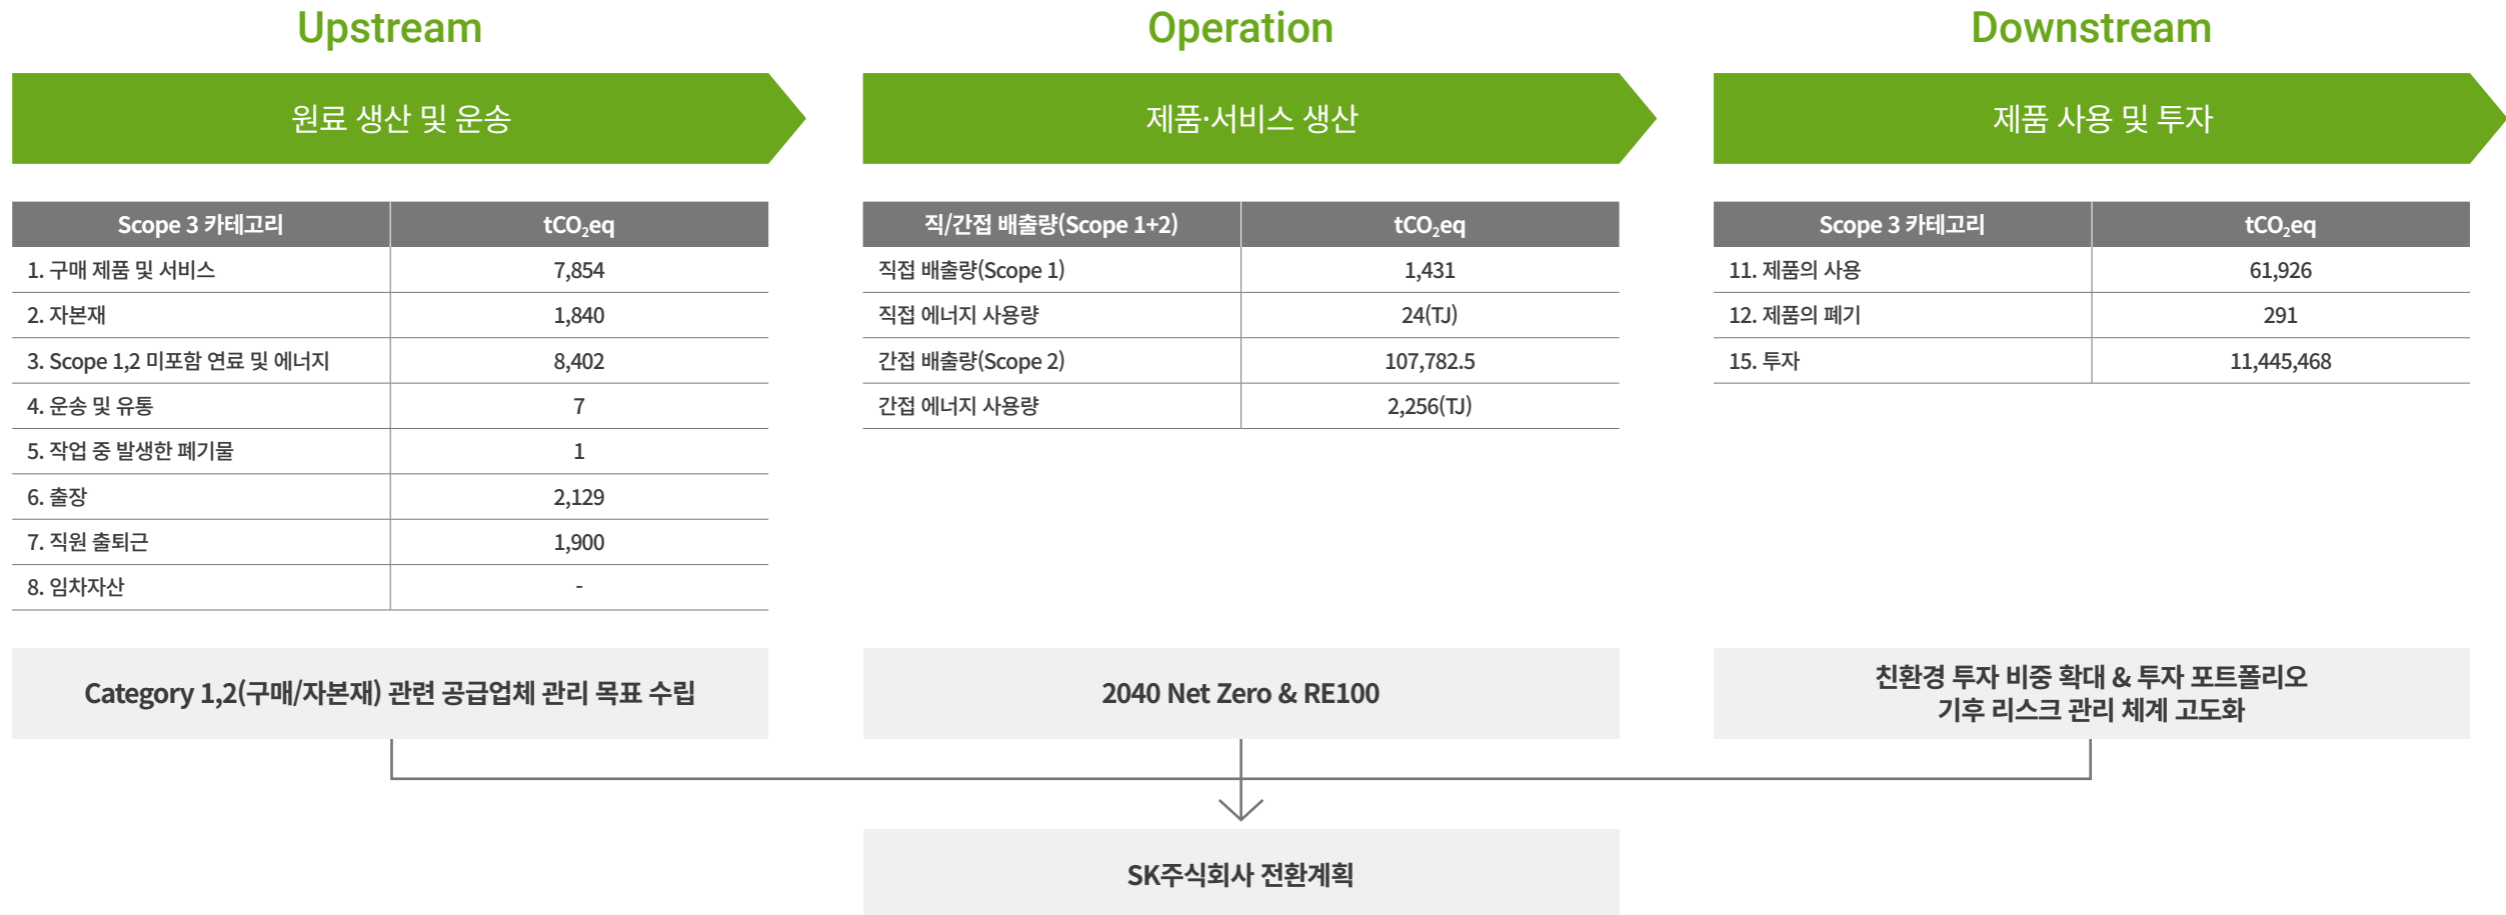 Upstream
Operation
Downstream
원료 생산 및 운송
제품·서비스 생산
제품 사용 및 투자
Scope 3 카테고리 tCO₂eq
1. 구매 제품 및 서비스 7,854
2. 자본재 1,840
3. Scope 1,2 미포함 연료 및 에너지 8,402
4. 운송 및 유통 7
5. 작업 중 발생한 폐기물 1
6. 출장 2,129
7. 직원 출퇴근 1,900
8. 임차자산 -
직/간접 배출량(Scope 1+2) tCO₂eq
직접 배출량(Scope 1) 1,431
직접 에너지 사용량 24(TJ)
간접 배출량(Scope 2) 107,782.5
간접 에너지 사용량 2,256(TJ)
Scope 3 카테고리 tCO₂eq
11. 제품의 사용 61,926
12. 제품의 폐기 291
15. 투자 11,445,468
Category 1,2(구매/자본재) 관련 공급업체 관리 목표 수립
2040 Net Zero & RE100
친환경 투자 비중 확대 & 투자 포트폴리오
기후 리스크 관리 체계 고도화
SK주식회사 전환계획